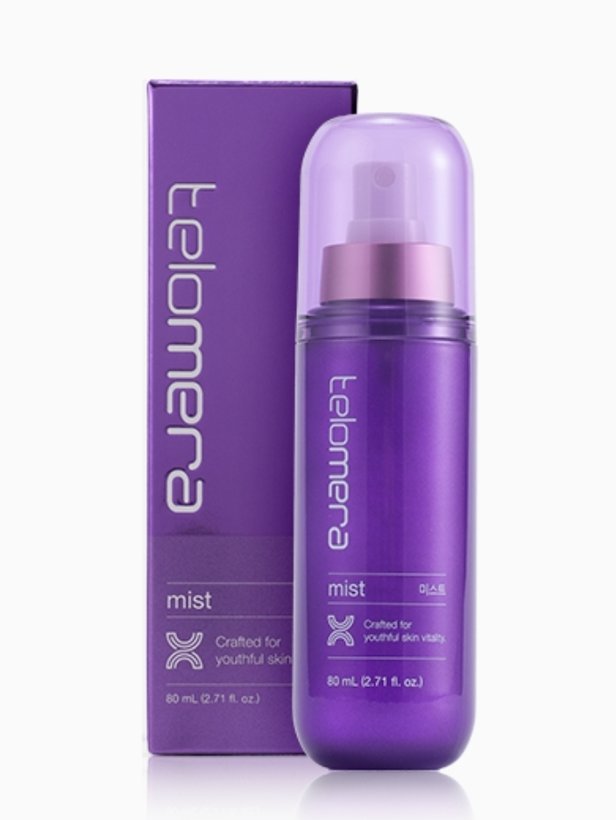 telomera
mist
Crafted for
youthful skin
80 mL (2.71 fl. oz.)
telomera
mist 미스트
Crafted for
youthful skin vitality.
80 mL (2.71 fl. oz.)